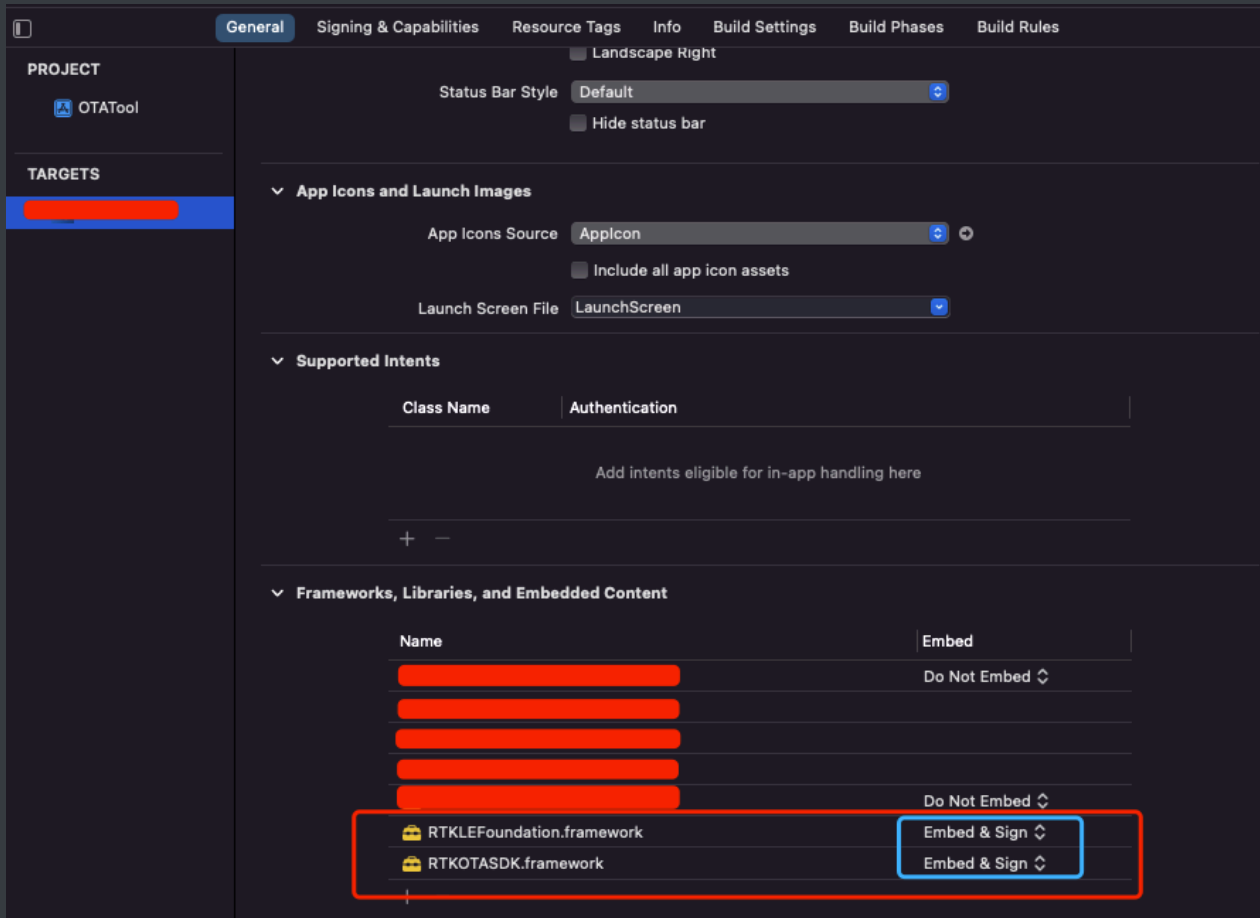 General Signing & Capabilities Resource Tags Info Build Settings Build Phases Build Rules
PROJECT
OTATool
TARGETS
Landscape Right
Status Bar Style Default
Hide status bar
App Icons and Launch Images
App Icons Source AppIcon
Include all app icon assets
Launch Screen File LaunchScreen
Supported Intents
Class Name Authentication
Add intents eligible for in-app handling here
Frameworks, Libraries, and Embedded Content
Name Embed
Do Not Embed
Do Not Embed
RTKLEFoundation.framework Embed & Sign
RTKOTASDK.framework Embed & Sign